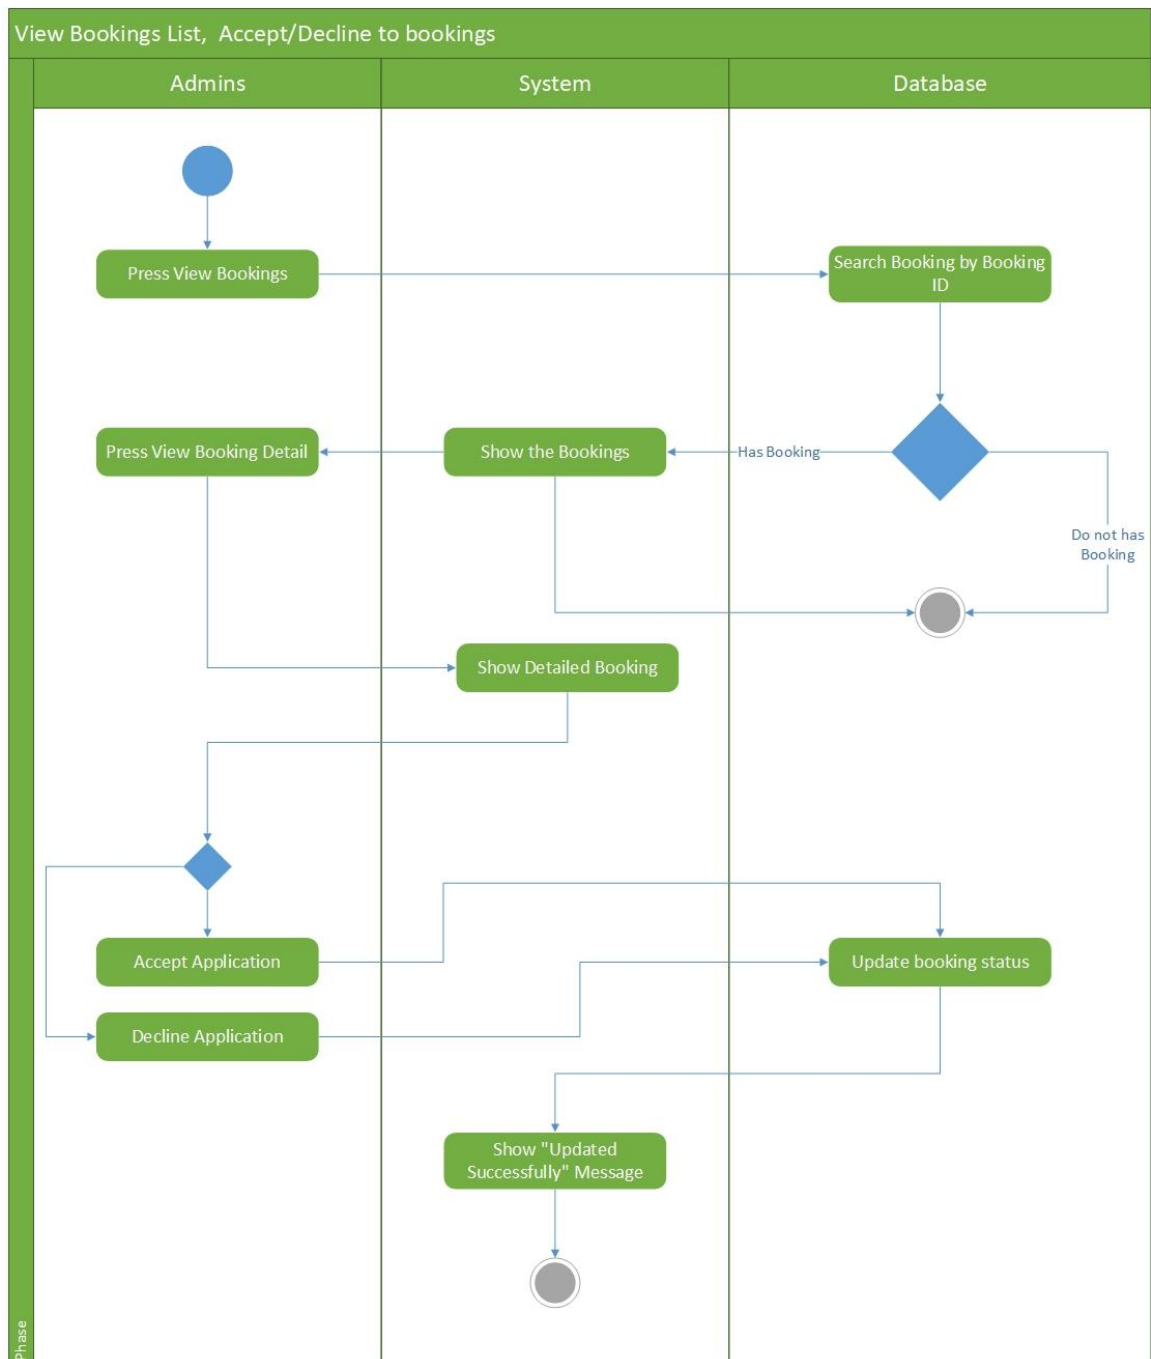 View Bookings List,  Accept/Decline to bookings
Admins
System
Database
Press View Bookings
Search Booking by Booking
ID
Press View Booking Detail
Show the Bookings
Has Booking
Do not has
Booking
Show Detailed Booking
Accept Application
Update booking status
Decline Application
Show "Updated
Successfully" Message
Phase